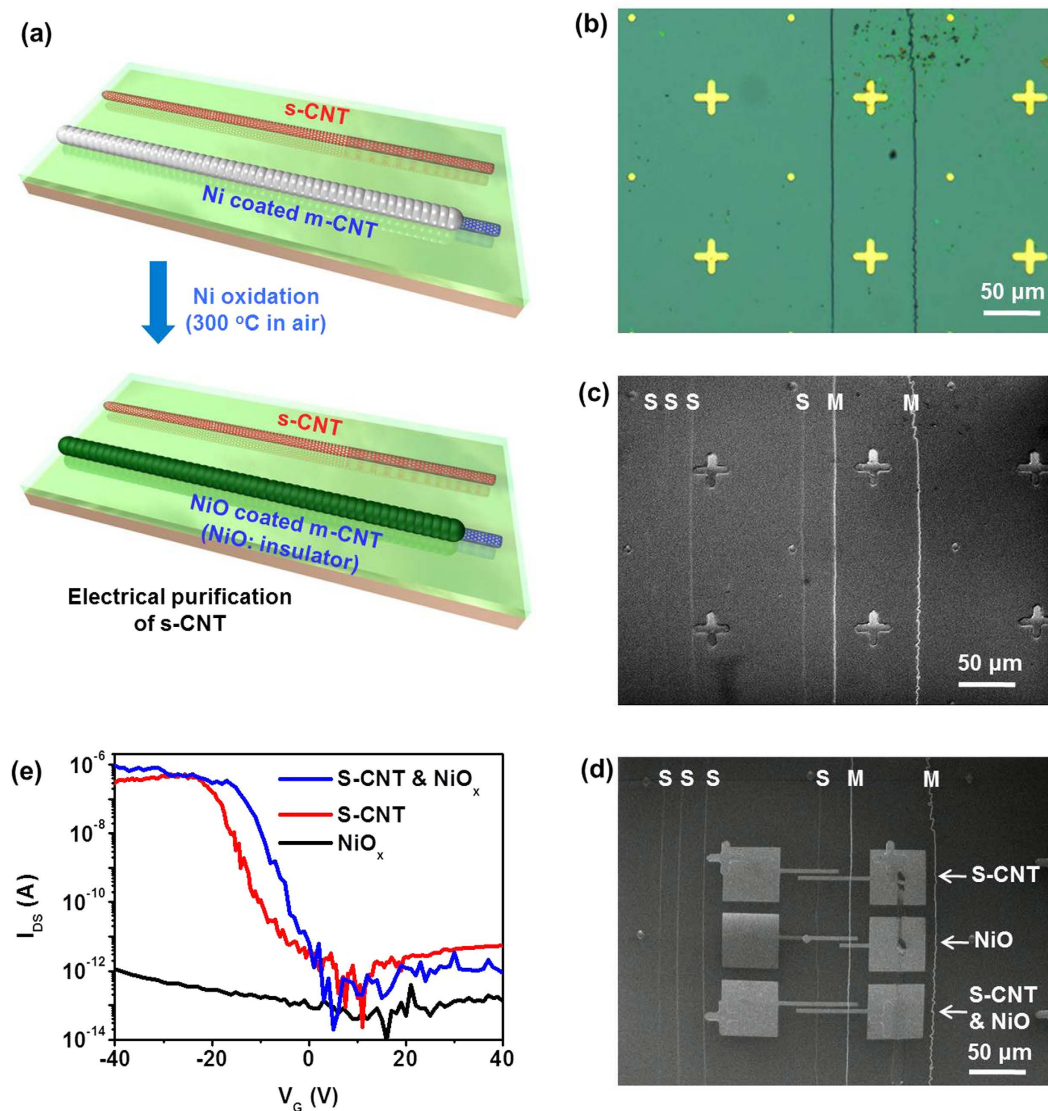 (a)
s-CNT
Ni coated m-CNT
Ni oxidation
(300 °C in air)
s-CNT
NiO coated m-CNT
(NiO: insulator)
Electrical purification
of s-CNT
(b)
50 µm
(c)
S S S S M M
50 µm
(d)
S S S S M M
S-CNT
NiO
S-CNT
& NiO
50 µm
(e)
S-CNT & NiOₓ
S-CNT
NiOₓ
10⁻⁶
10⁻⁸
10⁻¹⁰
10⁻¹²
10⁻¹⁴
I_DS (A)
-40 -20 0 20 40
V_G (V)